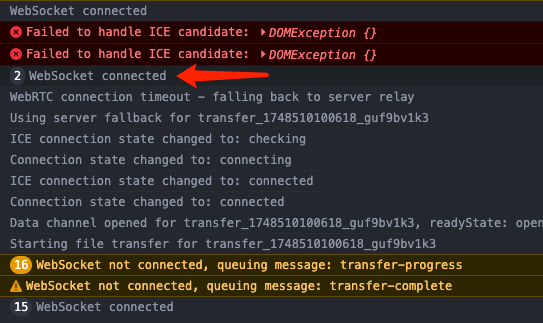 WebSocket connected
Failed to handle ICE candidate: DOMException {}
Failed to handle ICE candidate: DOMException {}
2 WebSocket connected
WebRTC connection timeout - falling back to server relay
Using server fallback for transfer_1748510100618_guf9bv1k3
ICE connection state changed to: checking
Connection state changed to: connecting
ICE connection state changed to: connected
Connection state changed to: connected
Data channel opened for transfer_1748510100618_guf9bv1k3, readyState: open
Starting file transfer for transfer_1748510100618_guf9bv1k3
16 WebSocket not connected, queuing message: transfer-progress
WebSocket not connected, queuing message: transfer-complete
15 WebSocket connected